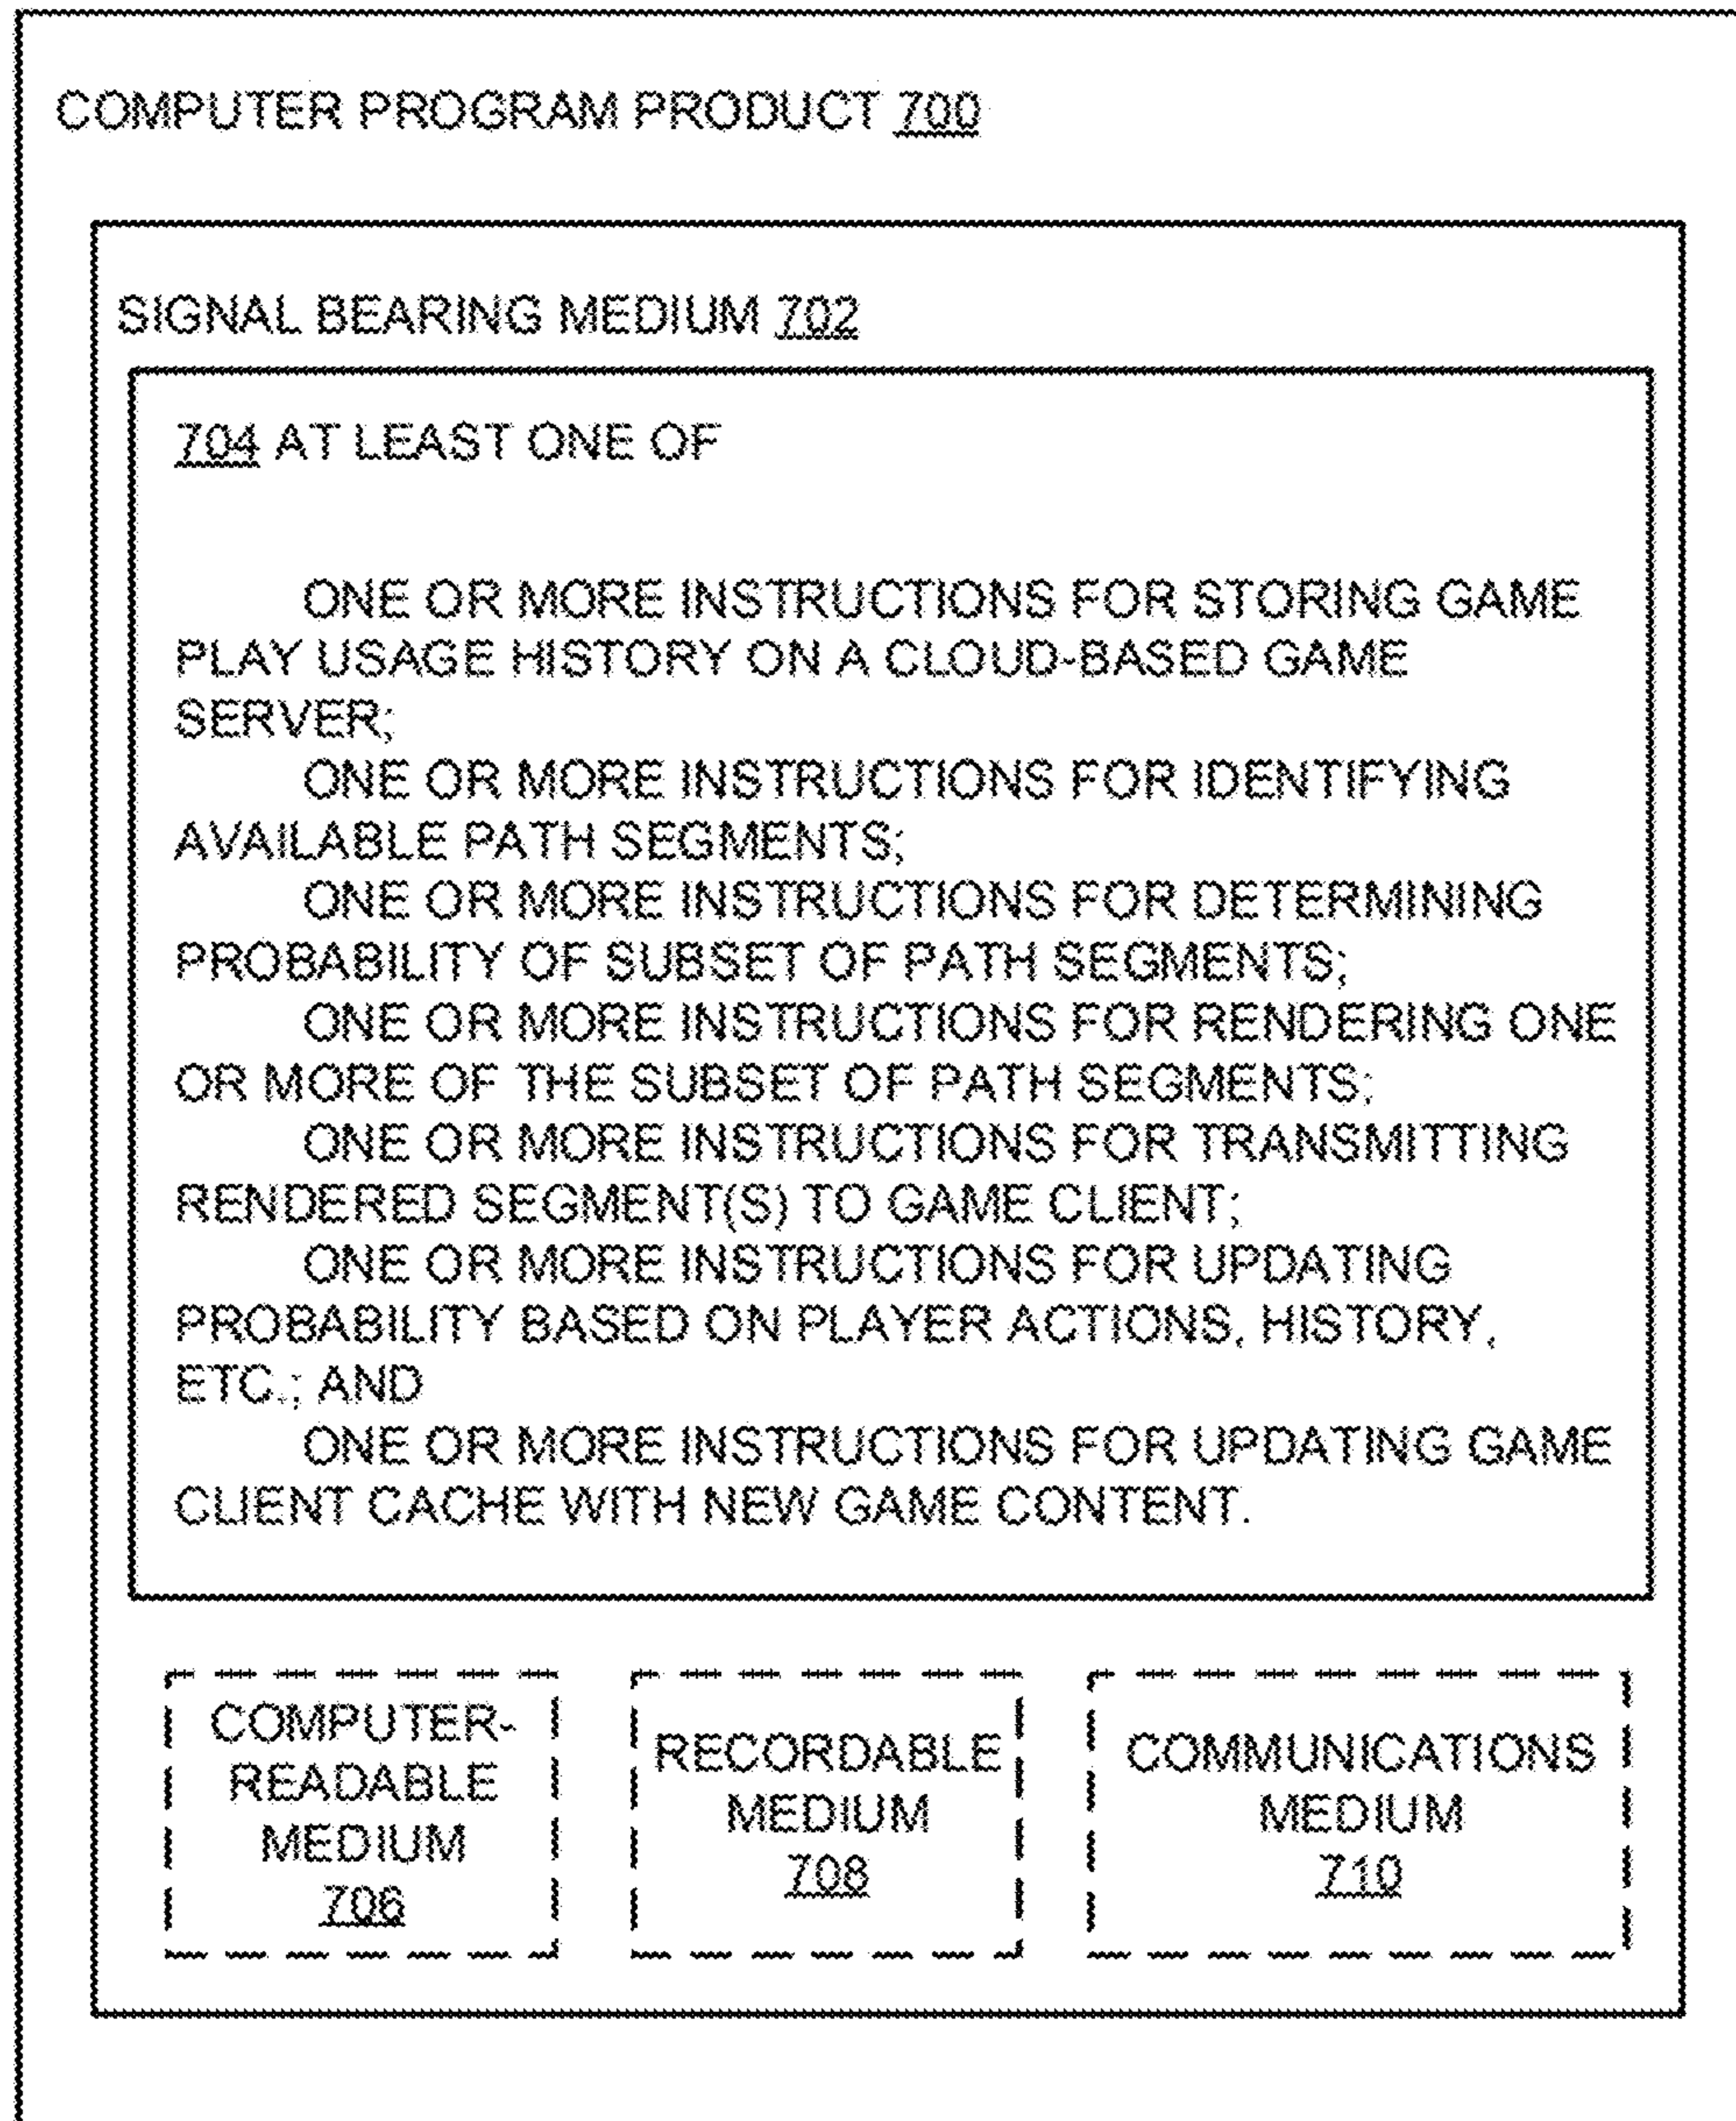 COMPUTER PROGRAM PRODUCT 700
SIGNAL BEARING MEDIUM 702
704 AT LEAST ONE OF
ONE OR MORE INSTRUCTIONS FOR STORING GAME
PLAY USAGE HISTORY ON A CLOUD-BASED GAME
SERVER;
ONE OR MORE INSTRUCTIONS FOR IDENTIFYING
AVAILABLE PATH SEGMENTS;
ONE OR MORE INSTRUCTIONS FOR DETERMINING
PROBABILITY OF SUBSET OF PATH SEGMENTS;
ONE OR MORE INSTRUCTIONS FOR RENDERING ONE
OR MORE OF THE SUBSET OF PATH SEGMENTS;
ONE OR MORE INSTRUCTIONS FOR TRANSMITTING
RENDERED SEGMENT(S) TO GAME CLIENT;
ONE OR MORE INSTRUCTIONS FOR UPDATING
PROBABILITY BASED ON PLAYER ACTIONS, HISTORY,
ETC.; AND
ONE OR MORE INSTRUCTIONS FOR UPDATING GAME
CLIENT CACHE WITH NEW GAME CONTENT.
COMPUTER-
READABLE
MEDIUM
706
RECORDABLE
MEDIUM
708
COMMUNICATIONS
MEDIUM
710